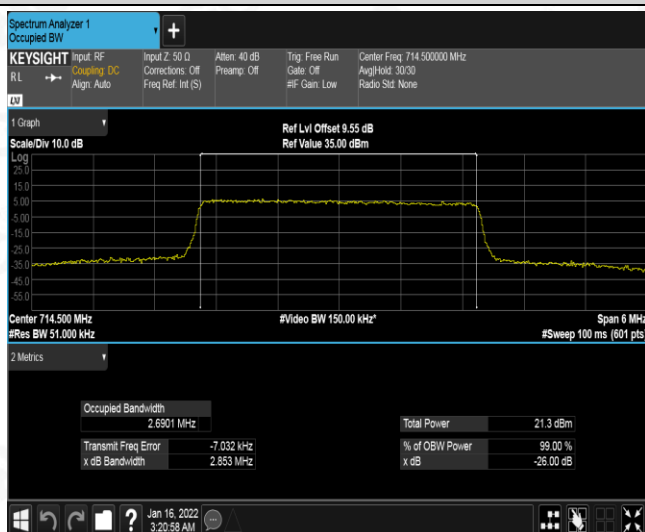 Spectrum Analyzer 1
Occupied BW
+
KEYSIGHT
RL
LXI
Input: RF
Coupling: DC
Align: Auto
Input Z: 50 Ω
Corrections: Off
Freq Ref: Int (S)
Atten: 40 dB
Preamp: Off
Trig: Free Run
Gate: Off
#IF Gain: Low
Center Freq: 714.500000 MHz
Avg|Hold: 30/30
Radio Std: None
1 Graph
Scale/Div 10.0 dB
Ref Lvl Offset 9.55 dB
Ref Value 35.00 dBm
Log
25.0
15.0
5.00
-5.00
-15.0
-25.0
-35.0
-45.0
-55.0
Center 714.500 MHz
#Res BW 51.000 kHz
#Video BW 150.00 kHz*
Span 6 MHz
#Sweep 100 ms (601 pts)
2 Metrics
Occupied Bandwidth
2.6901 MHz
Transmit Freq Error -7.032 kHz
x dB Bandwidth 2.853 MHz
Total Power 21.3 dBm
% of OBW Power 99.00 %
x dB -26.00 dB
?
Jan 16, 2022
3:20:58 AM